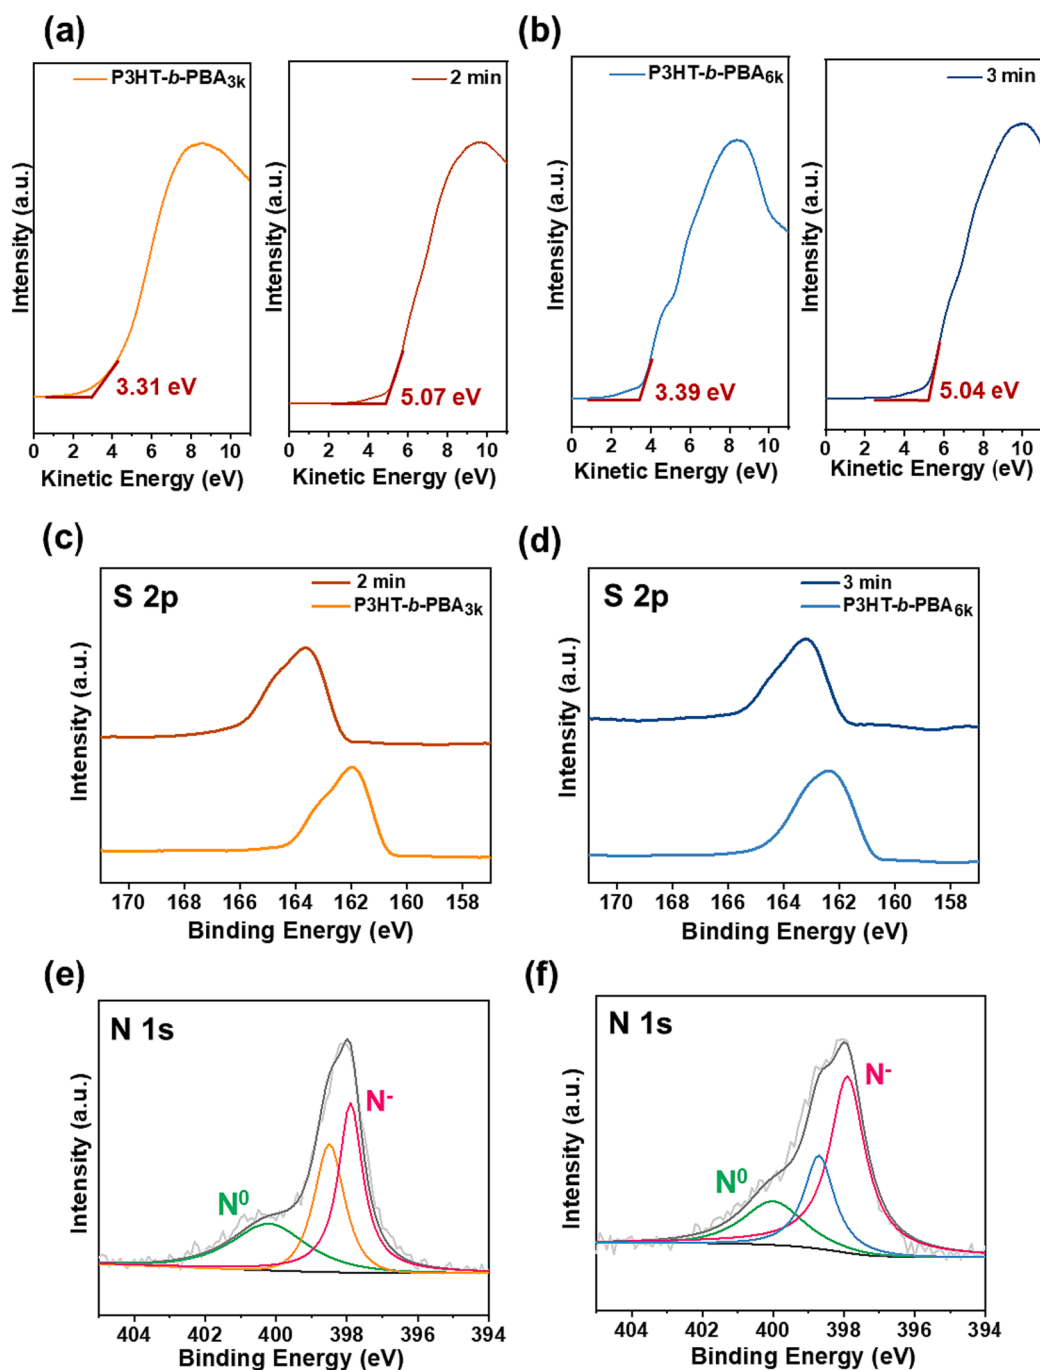 (a)
P3HT-b-PBA3k
Intensity (a.u.)
3.31 eV
0 2 4 6 8 10
Kinetic Energy (eV)
2 min
Intensity (a.u.)
5.07 eV
0 2 4 6 8 10
Kinetic Energy (eV)
(b)
P3HT-b-PBA6k
Intensity (a.u.)
3.39 eV
0 2 4 6 8 10
Kinetic Energy (eV)
3 min
Intensity (a.u.)
5.04 eV
0 2 4 6 8 10
Kinetic Energy (eV)
(c)
S 2p
2 min
P3HT-b-PBA3k
Intensity (a.u.)
170 168 166 164 162 160 158
Binding Energy (eV)
(d)
S 2p
3 min
P3HT-b-PBA6k
Intensity (a.u.)
170 168 166 164 162 160 158
Binding Energy (eV)
(e)
N 1s
N-
N0
Intensity (a.u.)
404 402 400 398 396 394
Binding Energy (eV)
(f)
N 1s
N-
N0
Intensity (a.u.)
404 402 400 398 396 394
Binding Energy (eV)